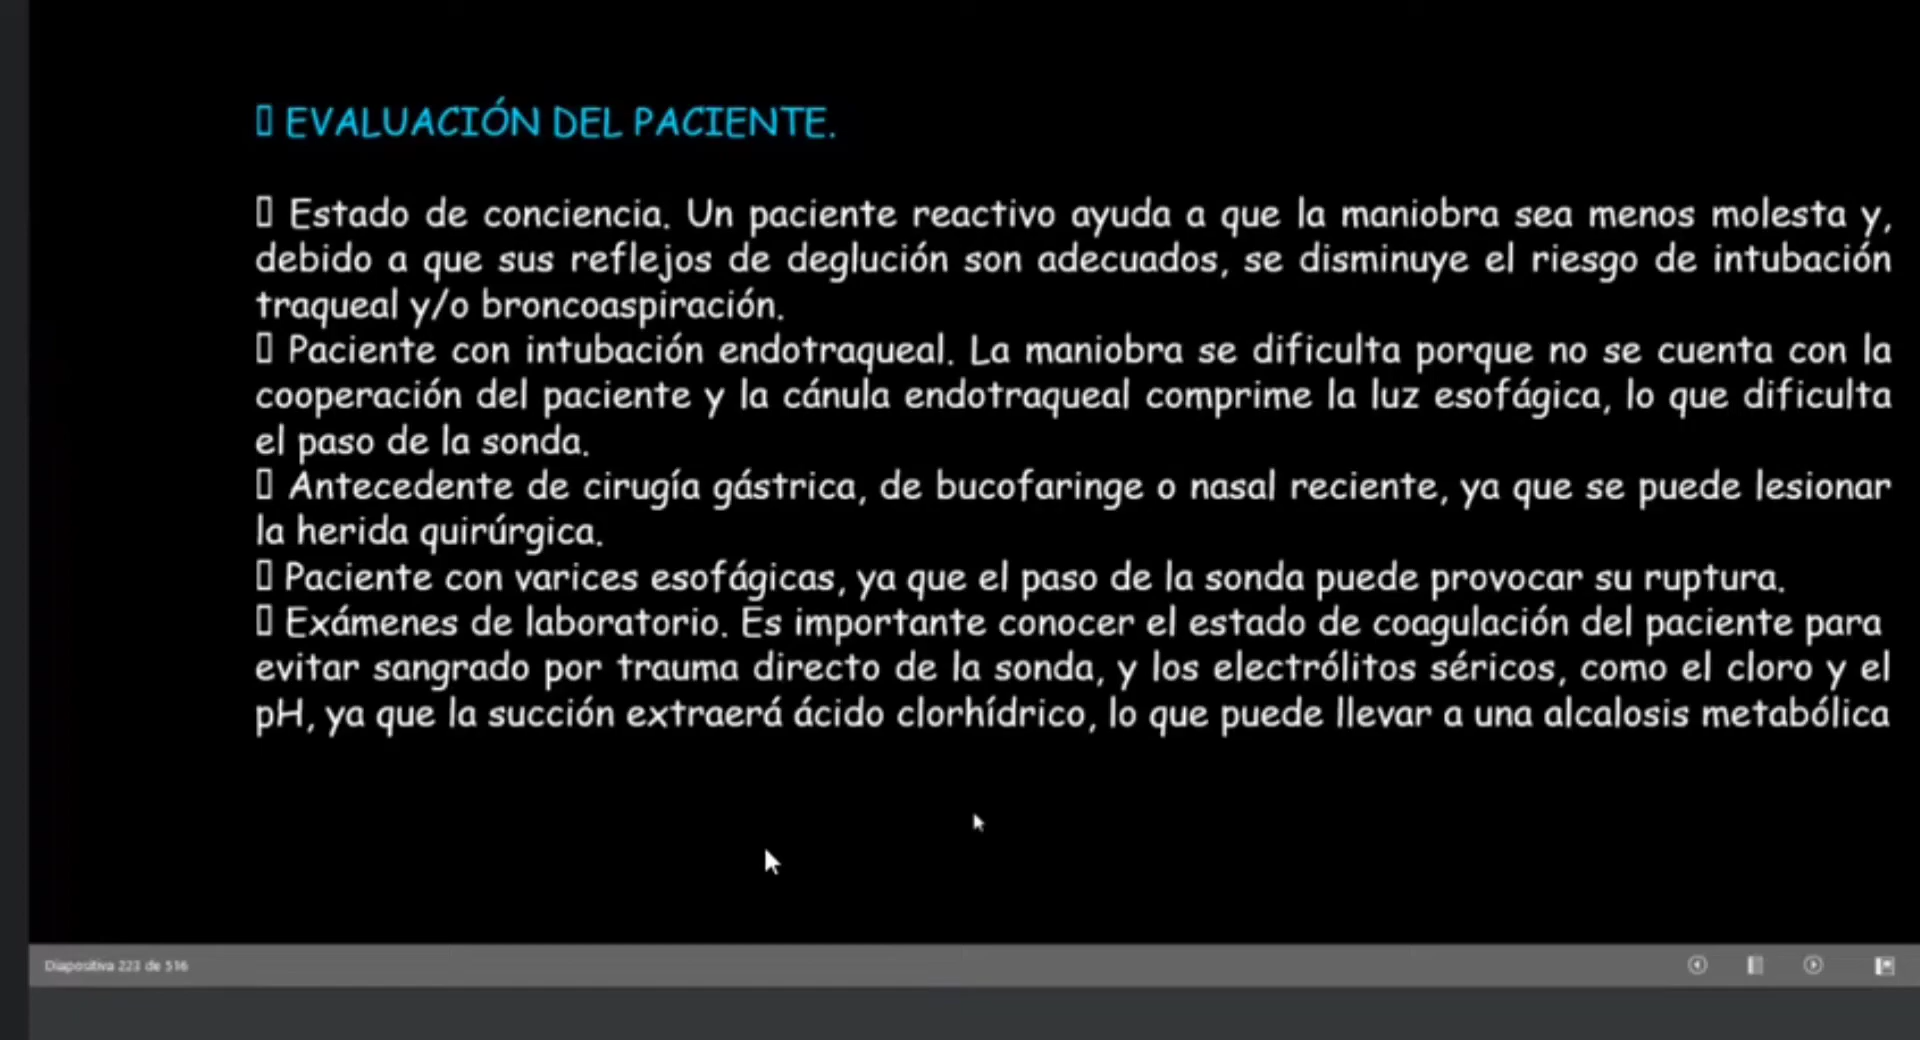 ▯ EVALUACIÓN DEL PACIENTE.
▯ Estado de conciencia. Un paciente reactivo ayuda a que la maniobra sea menos molesta y,
debido a que sus reflejos de deglución son adecuados, se disminuye el riesgo de intubación
traqueal y/o broncoaspiración.
▯ Paciente con intubación endotraqueal. La maniobra se dificulta porque no se cuenta con la
cooperación del paciente y la cánula endotraqueal comprime la luz esofágica, lo que dificulta
el paso de la sonda.
▯ Antecedente de cirugía gástrica, de bucofaringe o nasal reciente, ya que se puede lesionar
la herida quirúrgica.
▯ Paciente con varices esofágicas, ya que el paso de la sonda puede provocar su ruptura.
▯ Exámenes de laboratorio. Es importante conocer el estado de coagulación del paciente para
evitar sangrado por trauma directo de la sonda, y los electrólitos séricos, como el cloro y el
pH, ya que la succión extraerá ácido clorhídrico, lo que puede llevar a una alcalosis metabólica
Diapositiva 223 de 516